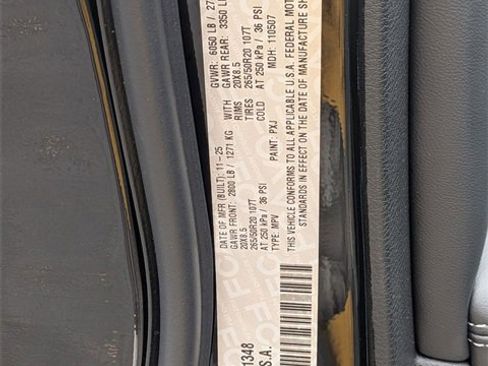 GVWR: 6050 LB / 27
DATE OF MFR (BUILT): 11-25 GAWR REAR: 3350 L
GAWR FRONT: 2800 LB / 1271 KG WITH 20X8.5
20X8.5 RIMS 265/50R20 107T
265/50R20 107T TIRES AT 250 kPa / 36 PSI
AT 250 kPa / 36 PSI COLD MDH: 110507
TYPE: MPV PAINT: PXJ
THIS VEHICLE CONFORMS TO ALL APPLICABLE U.S.A. FEDERAL MOTOR
STANDARDS IN EFFECT ON THE DATE OF MANUFACTURE SH
1348
S.A.